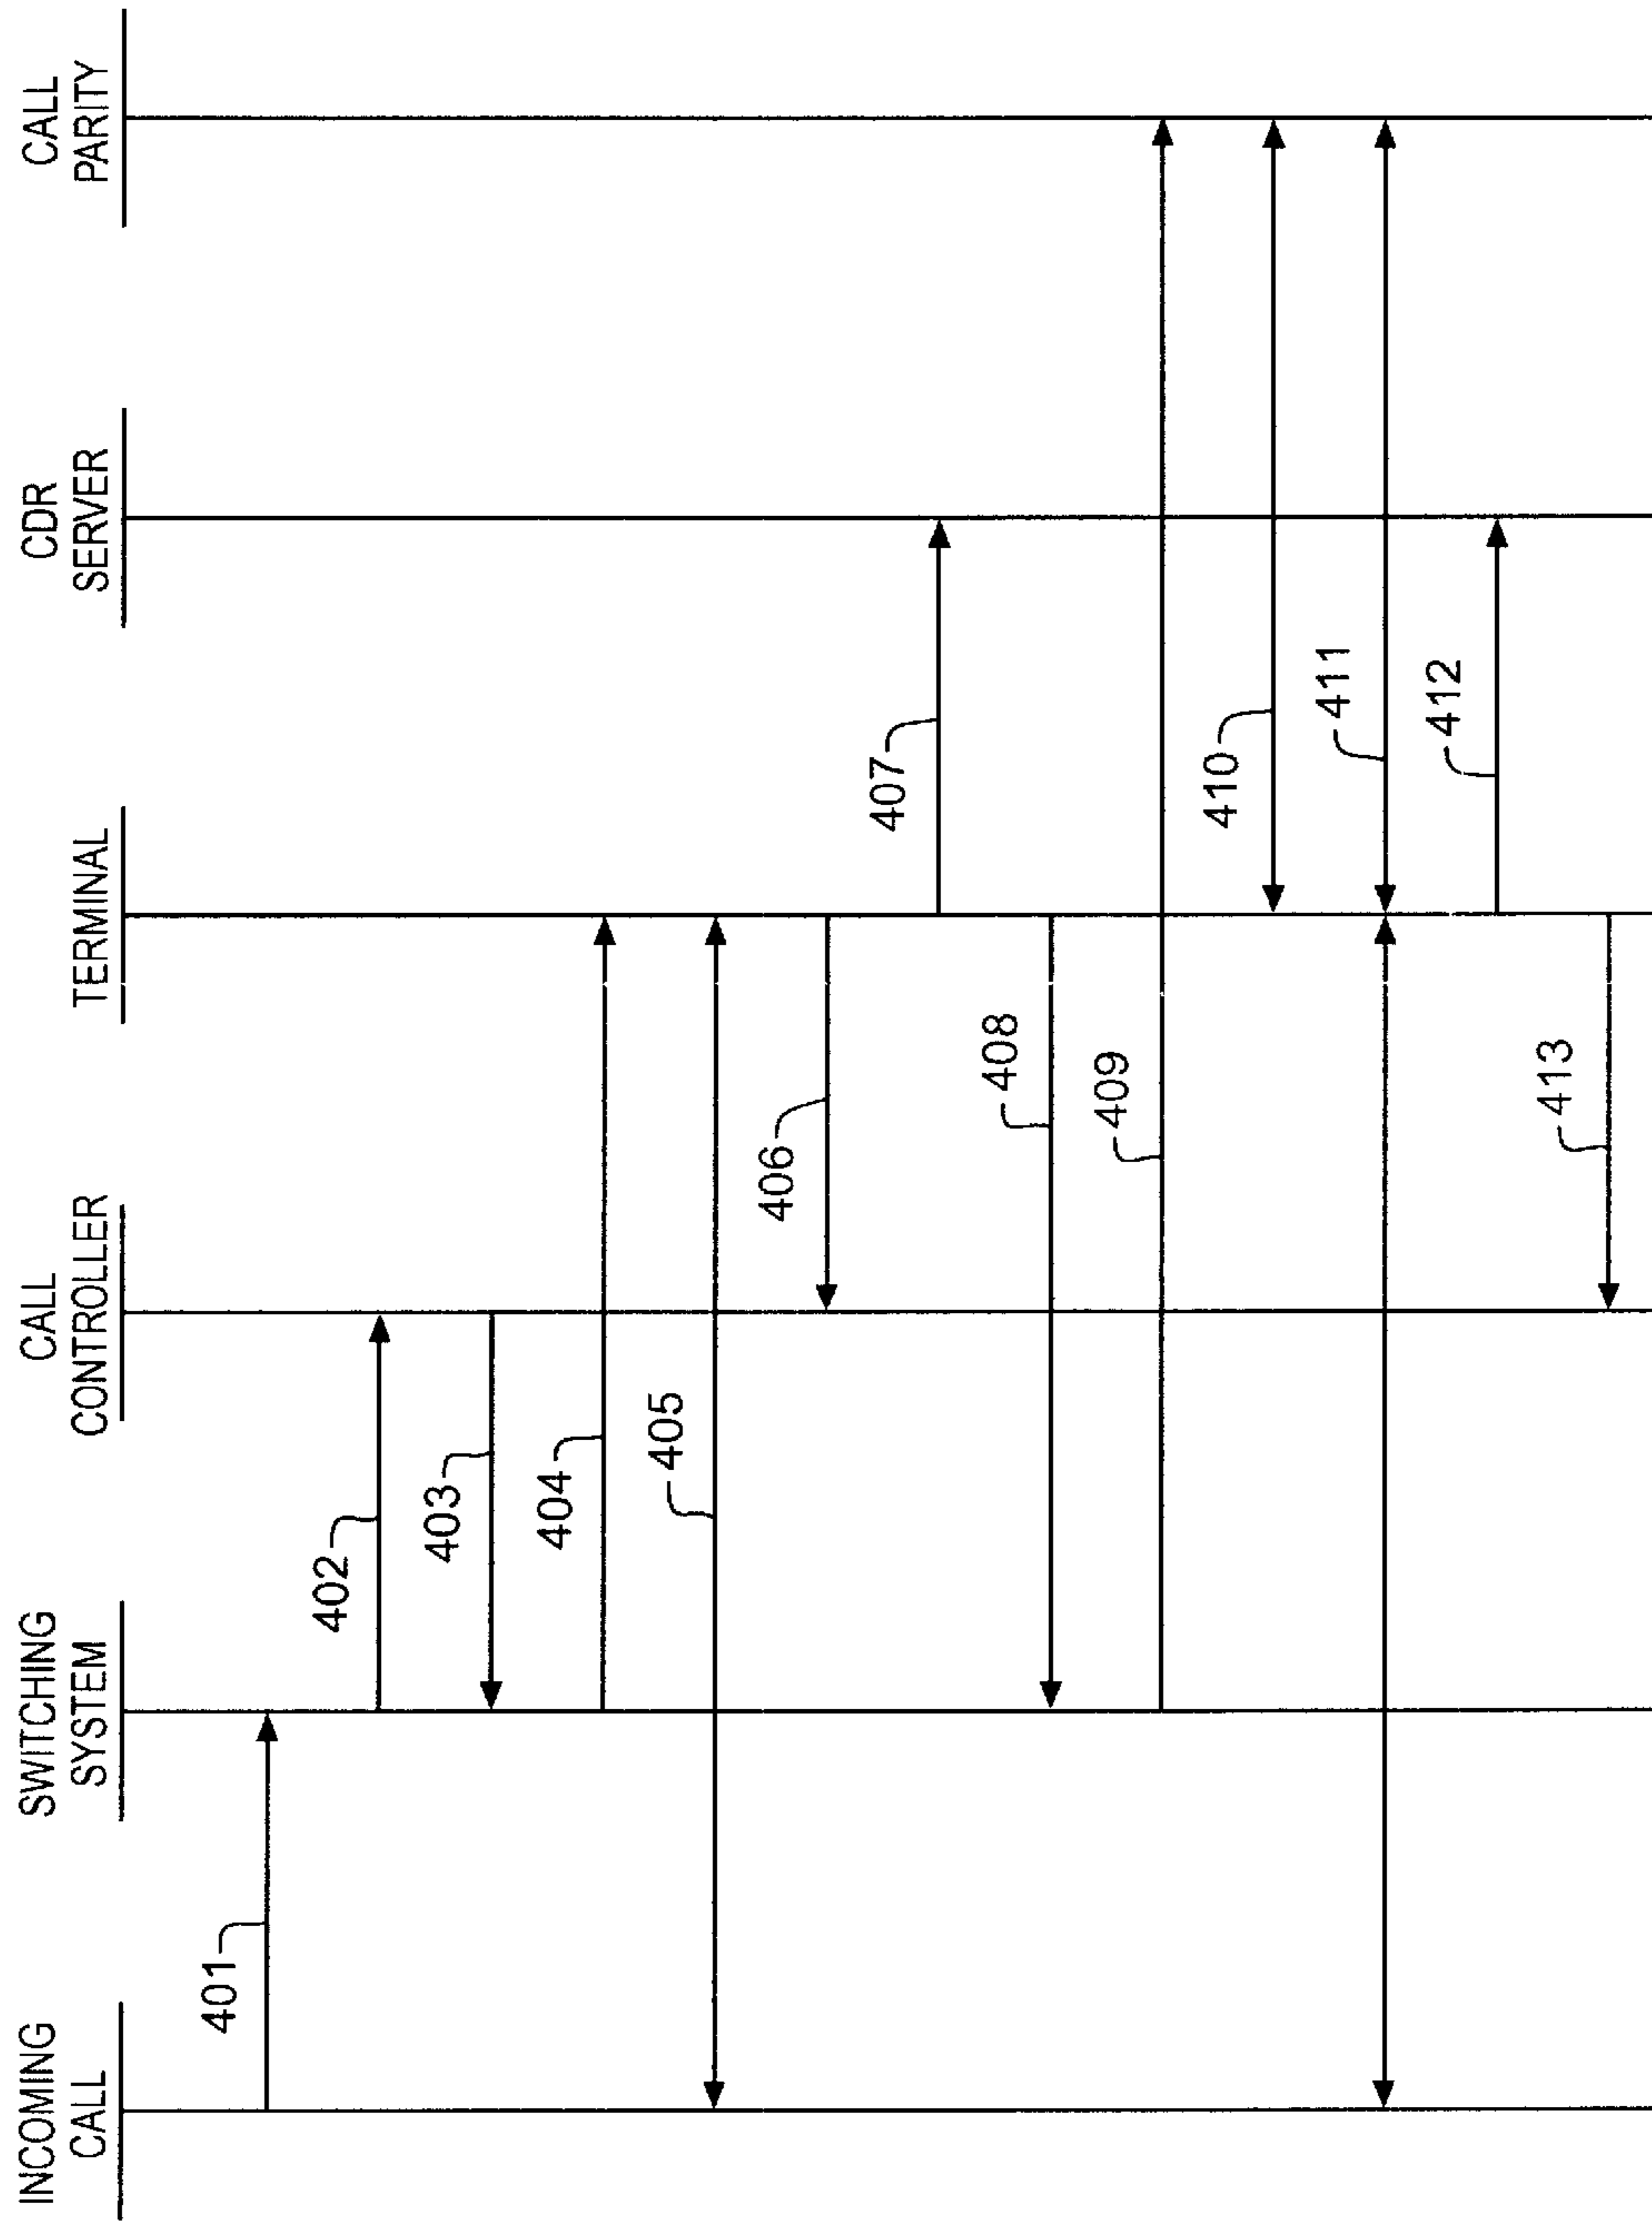 INCOMING
CALL
SWITCHING
SYSTEM
CALL
CONTROLLER
TERMINAL
CDR
SERVER
CALL
PARITY
401
402
403
404
405
406
407
408
409
410
411
412
413